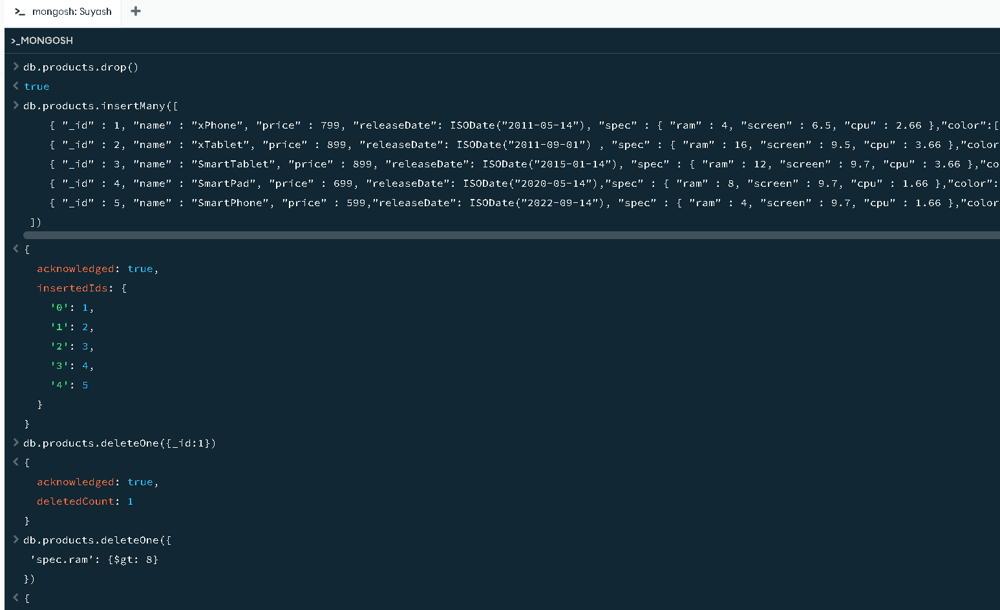 mongosh: Suyash
>_MONGOSH
> db.products.drop()
< true
> db.products.insertMany([
{ "_id" : 1, "name" : "xPhone", "price" : 799, "releaseDate": ISODate("2011-05-14"), "spec" : { "ram" : 4, "screen" : 6.5, "cpu" : 2.66 },"color":[
{ "_id" : 2, "name" : "xTablet", "price" : 899, "releaseDate": ISODate("2011-09-01") , "spec" : { "ram" : 16, "screen" : 9.5, "cpu" : 3.66 },"color
{ "_id" : 3, "name" : "SmartTablet", "price" : 899, "releaseDate": ISODate("2015-01-14"), "spec" : { "ram" : 12, "screen" : 9.7, "cpu" : 3.66 },"co
{ "_id" : 4, "name" : "SmartPad", "price" : 699, "releaseDate": ISODate("2020-05-14"),"spec" : { "ram" : 8, "screen" : 9.7, "cpu" : 1.66 },"color":
{ "_id" : 5, "name" : "SmartPhone", "price" : 599,"releaseDate": ISODate("2022-09-14"), "spec" : { "ram" : 4, "screen" : 9.7, "cpu" : 1.66 },"color
])
< {
acknowledged: true,
insertedIds: {
'0': 1,
'1': 2,
'2': 3,
'3': 4,
'4': 5
}
}
> db.products.deleteOne({_id:1})
< {
acknowledged: true,
deletedCount: 1
}
> db.products.deleteOne({
'spec.ram': {$gt: 8}
})
< {